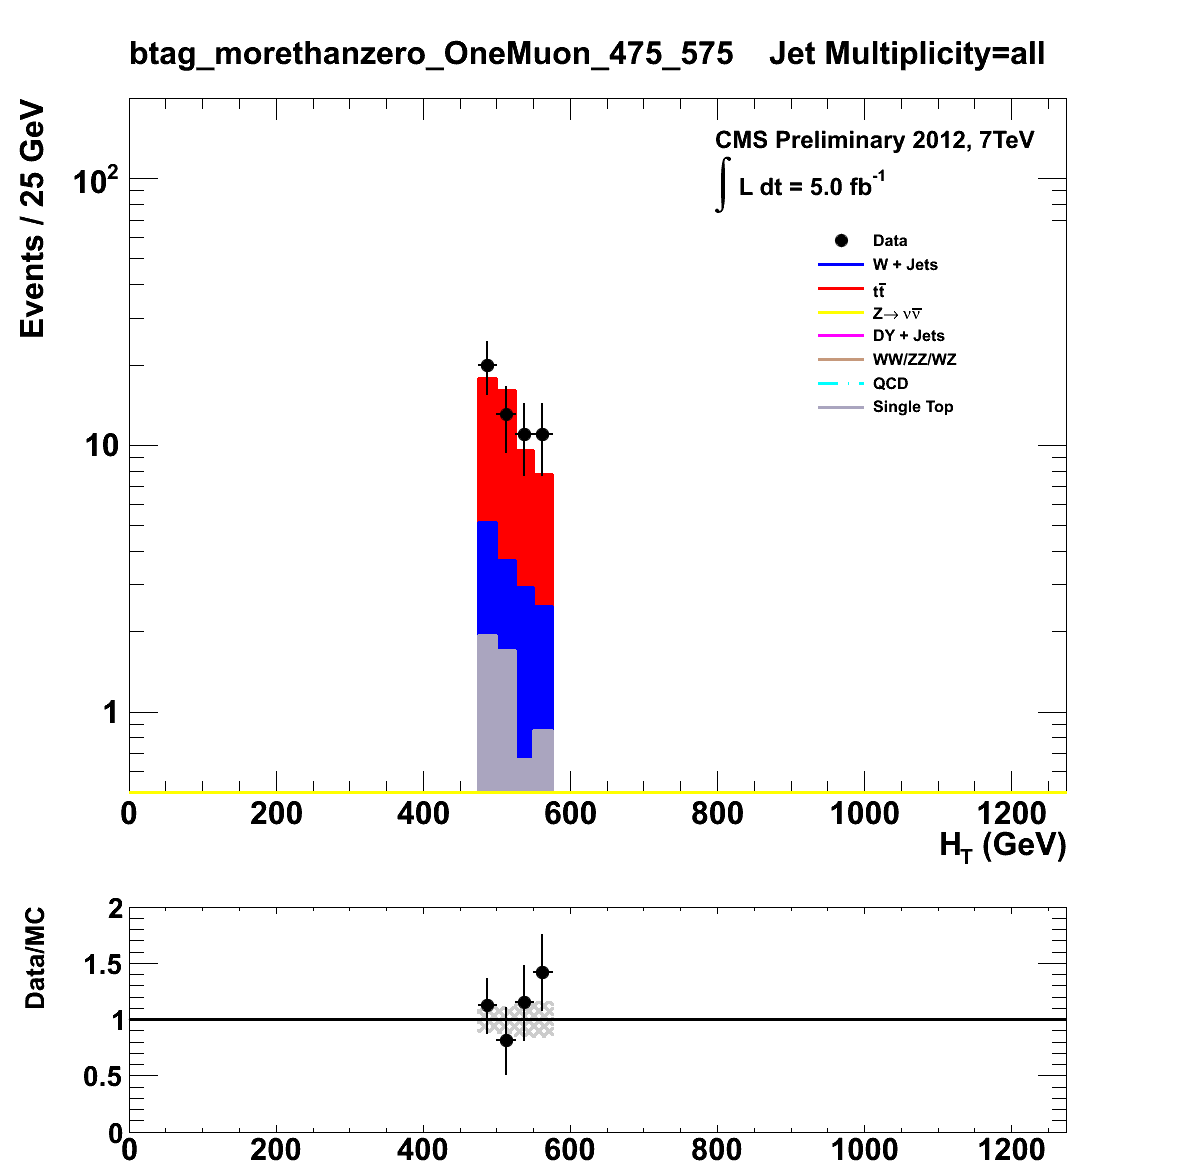 btag_morethanzero_OneMuon_475_575 Jet Multiplicity=all
Events / 25 GeV
CMS Preliminary 2012, 7TeV
∫ L dt = 5.0 fb⁻¹
Data
W + Jets
tt̅
Z→ νν̅
DY + Jets
WW/ZZ/WZ
QCD
Single Top
10²
10
1
0 200 400 600 800 1000 1200
H_T (GeV)
Data/MC
2
1.5
1
0.5
0
0 200 400 600 800 1000 1200